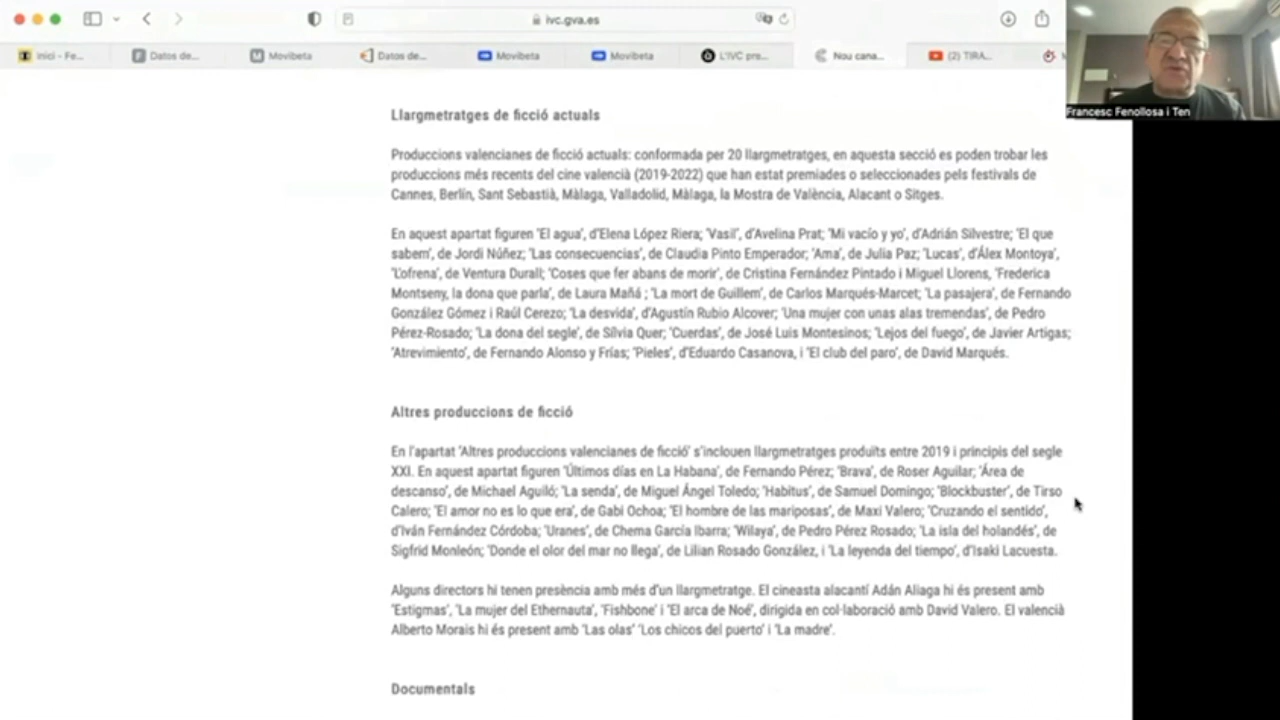 ivc.gva.es
Inici - Fe...
Datos de...
Movibeta
Datos de...
Movibeta
Movibeta
L'IVC pre...
Nou cana...
(2) TIRA...
Francesc Fenollosa i Ten
Llargmetratges de ficció actuals
Produccions valencianes de ficció actuals: conformada per 20 llargmetratges, en aquesta secció es poden trobar les
produccions més recents del cine valencià (2019-2022) que han estat premiades o seleccionades pels festivals de
Cannes, Berlín, Sant Sebastià, Màlaga, Valladolid, Màlaga, la Mostra de València, Alacant o Sitges.
En aquest apartat figuren 'El agua', d'Elena López Riera; 'Vasil', d'Avelina Prat; 'Mi vacío y yo', d'Adrián Silvestre; 'El que
sabem', de Jordi Núñez; 'Las consecuencias', de Claudia Pinto Emperador; 'Ama', de Julia Paz; 'Lucas', d'Álex Montoya',
'L'ofrena', de Ventura Durall; 'Coses que fer abans de morir', de Cristina Fernández Pintado i Miguel Llorens, 'Frederica
Montseny, la dona que parla', de Laura Mañá ; 'La mort de Guillem', de Carlos Marqués-Marcet; 'La pasajera', de Fernando
González Gómez i Raúl Cerezo; 'La desvida', d'Agustín Rubio Alcover; 'Una mujer con unas alas tremendas', de Pedro
Pérez-Rosado; 'La dona del segle', de Sílvia Quer; 'Cuerdas', de José Luis Montesinos; 'Lejos del fuego', de Javier Artigas;
'Atrevimiento', de Fernando Alonso y Frías; 'Pieles', d'Eduardo Casanova, i 'El club del paro', de David Marqués.
Altres produccions de ficció
En l'apartat 'Altres produccions valencianes de ficció' s'inclouen llargmetratges produïts entre 2019 i principis del segle
XXI. En aquest apartat figuren 'Últimos días en La Habana', de Fernando Pérez; 'Brava', de Roser Aguilar; 'Área de
descanso', de Michael Aguiló; 'La senda', de Miguel Ángel Toledo; 'Habitus', de Samuel Domingo; 'Blockbuster', de Tirso
Calero; 'El amor no es lo que era', de Gabi Ochoa; 'El hombre de las mariposas', de Maxi Valero; 'Cruzando el sentido',
d'Iván Fernández Córdoba; 'Uranes', de Chema García Ibarra; 'Wilaya', de Pedro Pérez Rosado; 'La isla del holandés', de
Sigfrid Monleón; 'Donde el olor del mar no llega', de Lilian Rosado González, i 'La leyenda del tiempo', d'Isaki Lacuesta.
Alguns directors hi tenen presència amb més d'un llargmetratge. El cineasta alacantí Adán Aliaga hi és present amb
'Estigmas', 'La mujer del Ethernauta', 'Fishbone' i 'El arca de Noé', dirigida en col·laboració amb David Valero. El valencià
Alberto Morais hi és present amb 'Las olas' 'Los chicos del puerto' i 'La madre'.
Documentals